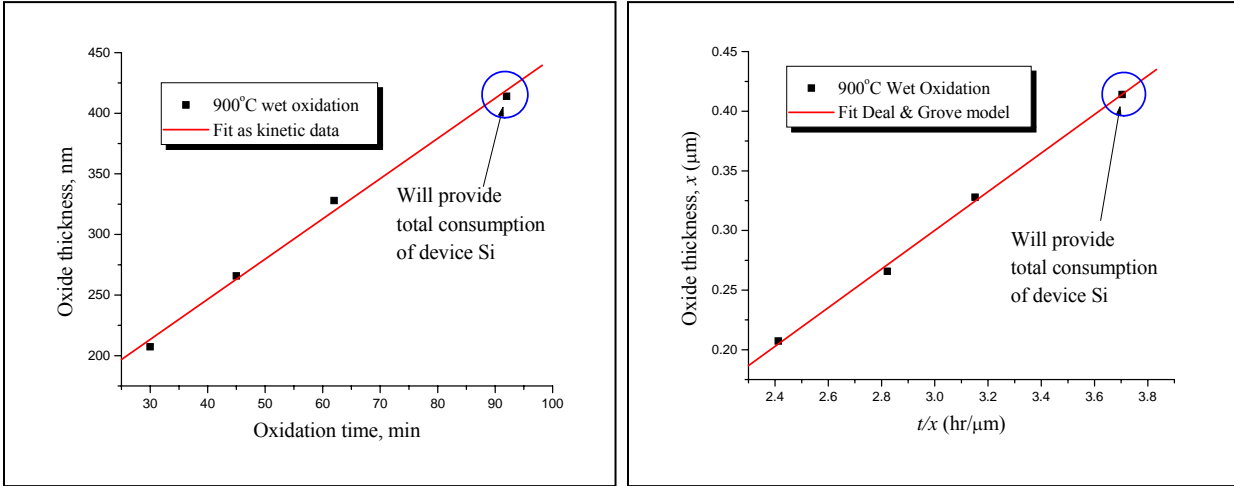 450
400
350
300
250
200
Oxide thickness, nm
900°C wet oxidation
Fit as kinetic data
Will provide
total consumption
of device Si
30 40 50 60 70 80 90 100
Oxidation time, min
0.45
0.40
0.35
0.30
0.25
0.20
Oxide thickness, x (μm)
900°C Wet Oxidation
Fit Deal & Grove model
Will provide
total consumption
of device Si
2.4 2.6 2.8 3.0 3.2 3.4 3.6 3.8
t/x (hr/μm)